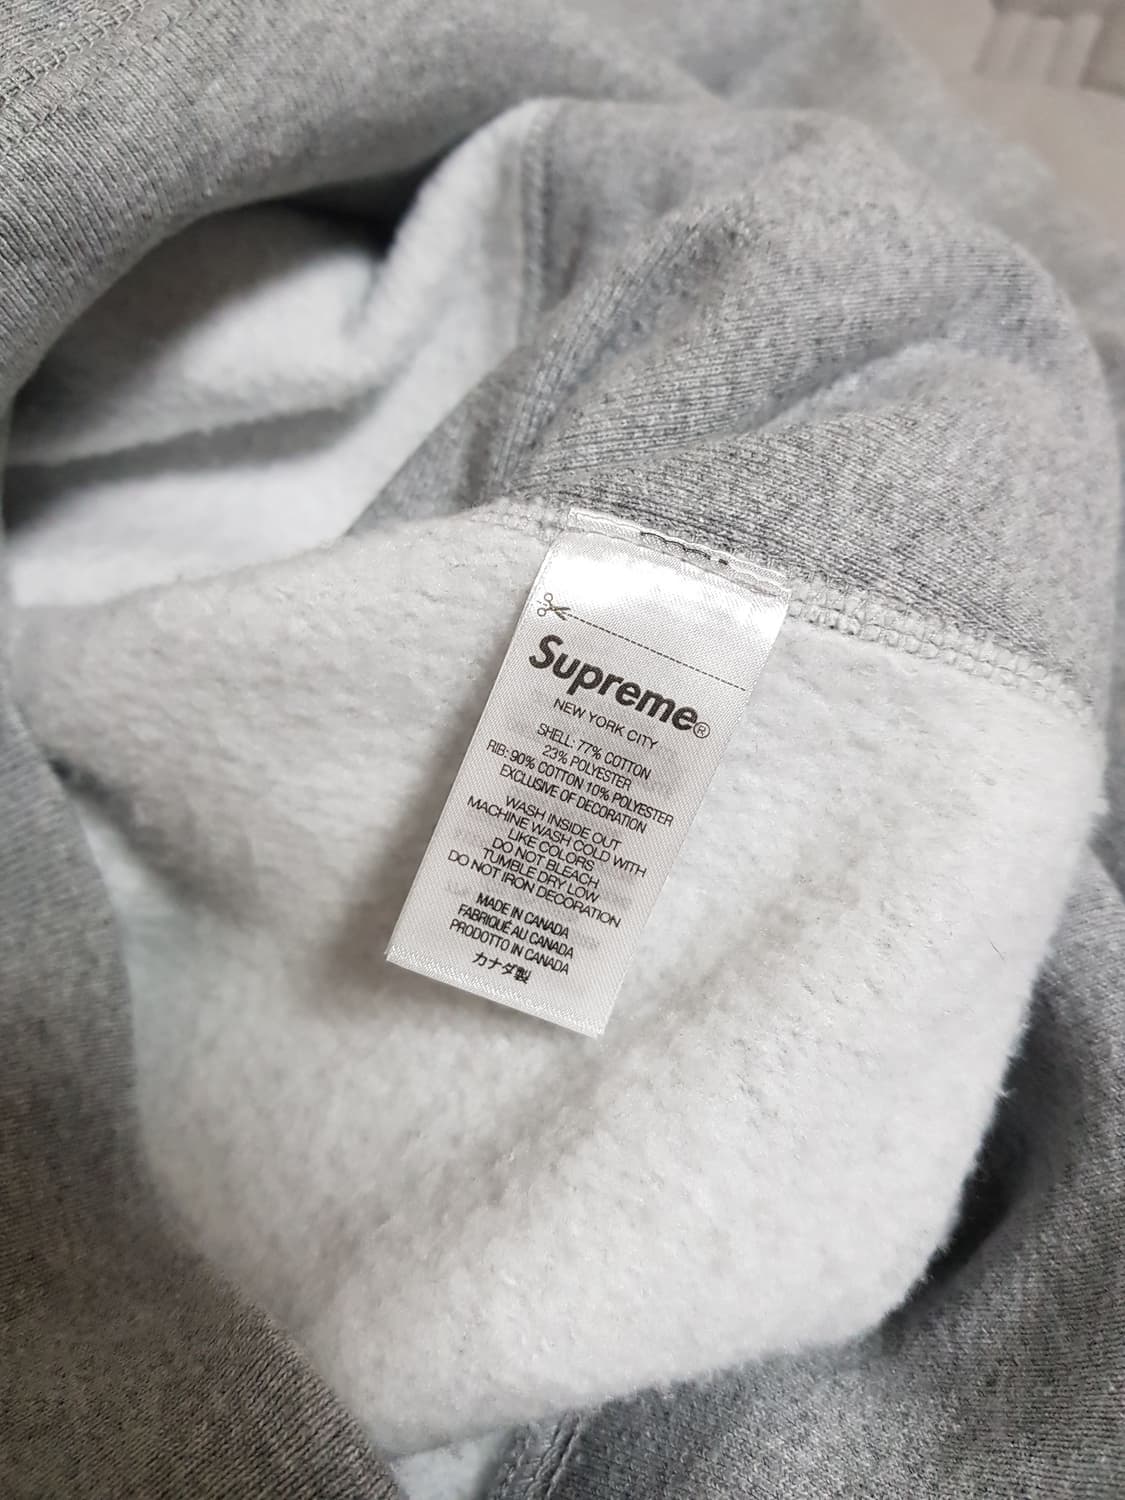 Supreme®
NEW YORK CITY
SHELL: 77% COTTON
23% POLYESTER
RIB: 90% COTTON 10% POLYESTER
EXCLUSIVE OF DECORATION
WASH INSIDE OUT
MACHINE WASH COLD WITH
LIKE COLORS
DO NOT BLEACH
TUMBLE DRY LOW
DO NOT IRON DECORATION
MADE IN CANADA
FABRIQUÉ AU CANADA
PRODOTTO IN CANADA
カナダ製